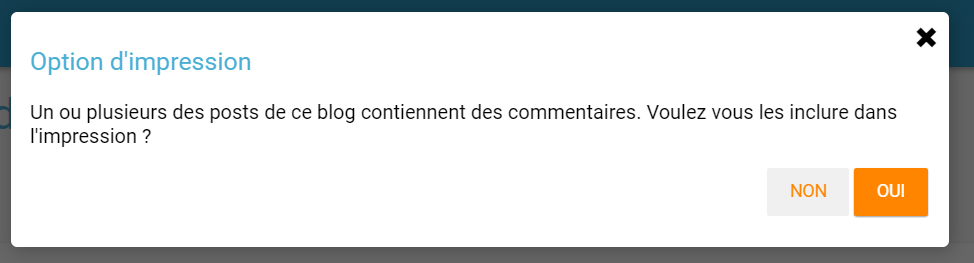 Option d'impression
Un ou plusieurs des posts de ce blog contiennent des commentaires. Voulez vous les inclure dans
l'impression ?
NON
OUI